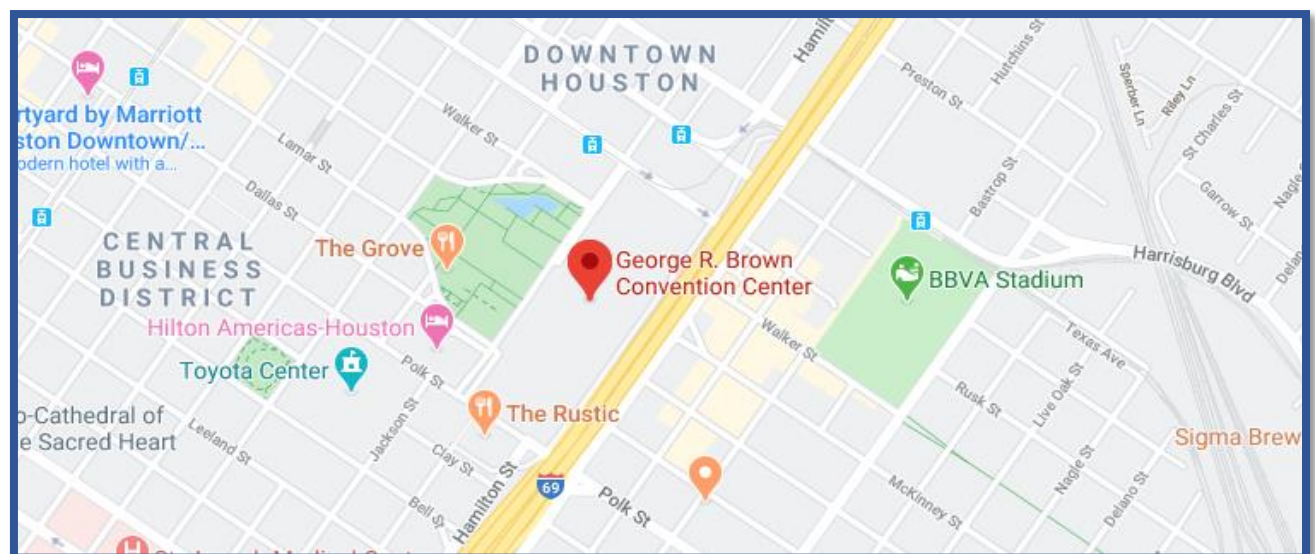 DOWNTOWN
HOUSTON
Hamil
Hutchins St
Preston St
Sperber Ln
Riley Ln
St Charles St
rtyard by Marriott
ston Downtown/...
odern hotel with a...
Walker St
Lamar St
Dallas St
Bastrop St
Garrow St
Nagle
CENTRAL
BUSINESS
DISTRICT
The Grove
George R. Brown
Convention Center
BBVA Stadium
Harrisburg Blvd
Delano
Hilton Americas-Houston
Toyota Center
Walker St
Texas Ave
Polk St
The Rustic
Rusk St
Live Oak St
o-Cathedral of
e Sacred Heart
Leeland St
Jackson St
Sigma Brew
Clay St
Hamilton St
69
Polk St
Nagle St
McKinney St
Delano St
Bell St